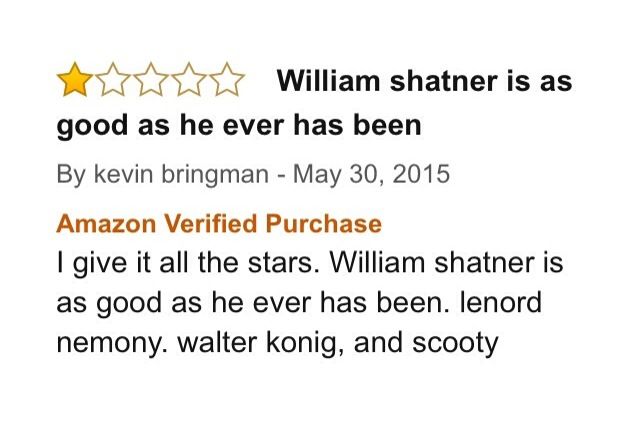 William shatner is as
good as he ever has been
By kevin bringman - May 30, 2015
Amazon Verified Purchase
I give it all the stars. William shatner is
as good as he ever has been. lenord
nemony. walter konig, and scooty